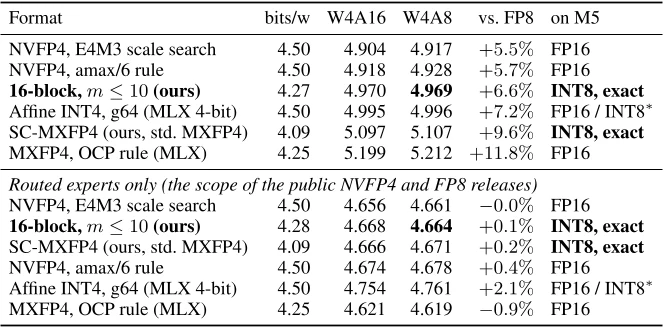 Format bits/w W4A16 W4A8 vs. FP8 on M5
NVFP4, E4M3 scale search 4.50 4.904 4.917 +5.5% FP16
NVFP4, amax/6 rule 4.50 4.918 4.928 +5.7% FP16
16-block, m ≤ 10 (ours) 4.27 4.970 4.969 +6.6% INT8, exact
Affine INT4, g64 (MLX 4-bit) 4.50 4.995 4.996 +7.2% FP16 / INT8*
SC-MXFP4 (ours, std. MXFP4) 4.09 5.097 5.107 +9.6% INT8, exact
MXFP4, OCP rule (MLX) 4.25 5.199 5.212 +11.8% FP16
Routed experts only (the scope of the public NVFP4 and FP8 releases)
NVFP4, E4M3 scale search 4.50 4.656 4.661 −0.0% FP16
16-block, m ≤ 10 (ours) 4.28 4.668 4.664 +0.1% INT8, exact
SC-MXFP4 (ours, std. MXFP4) 4.09 4.666 4.671 +0.2% INT8, exact
NVFP4, amax/6 rule 4.50 4.674 4.678 +0.4% FP16
Affine INT4, g64 (MLX 4-bit) 4.50 4.754 4.761 +2.1% FP16 / INT8*
MXFP4, OCP rule (MLX) 4.25 4.621 4.619 −0.9% FP16